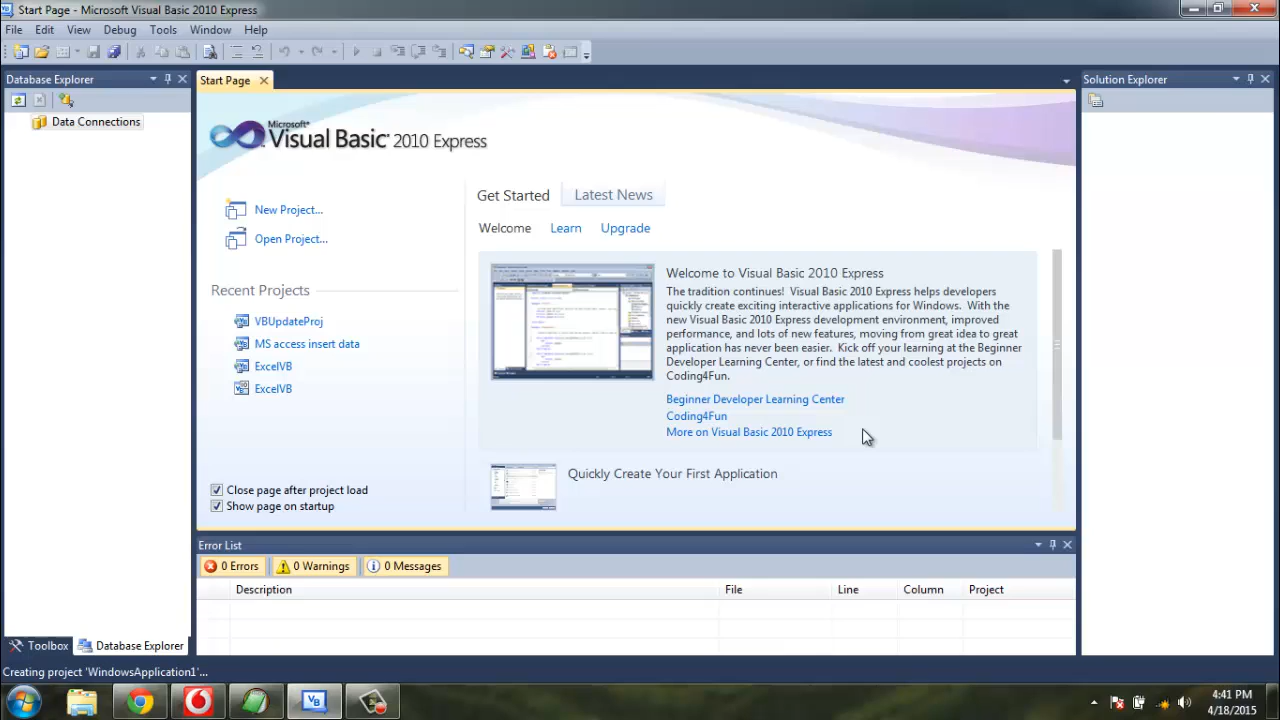 Start Page - Microsoft Visual Basic 2010 Express
File Edit View Debug Tools Window Help
Database Explorer
Data Connections
Toolbox
Database Explorer
Start Page
Microsoft®
Visual Basic® 2010 Express
New Project...
Open Project...
Recent Projects
VBUpdateProj
MS access insert data
ExcelVB
ExcelVB
Close page after project load
Show page on startup
Get Started
Latest News
Welcome Learn Upgrade
Welcome to Visual Basic 2010 Express
The tradition continues! Visual Basic 2010 Express helps developers
quickly create exciting interactive applications for Windows. With the
new Visual Basic 2010 Express development environment, improved
performance, and lots of new features, moving from great idea to great
application has never been easier. Kick off your learning at the Beginner
Developer Learning Center, or find the latest and coolest projects on
Coding4Fun.
Beginner Developer Learning Center
Coding4Fun
More on Visual Basic 2010 Express
Quickly Create Your First Application
Error List
0 Errors
0 Warnings
0 Messages
Description File Line Column Project
Solution Explorer
Creating project 'WindowsApplication1'...
VB
4:41 PM
4/18/2015